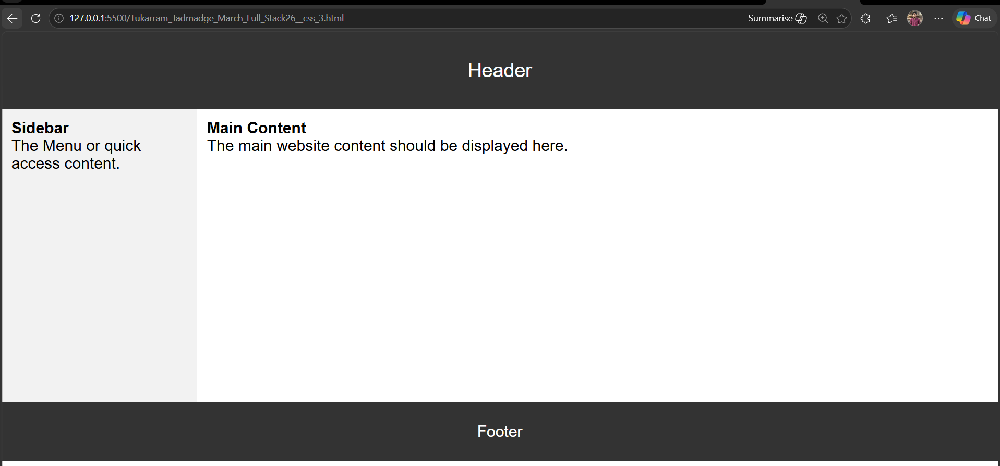 127.0.0.1:5500/Tukarram_Tadmadge_March_Full_Stack26__css_3.html
Summarise
Chat
Header
Sidebar
The Menu or quick
access content.
Main Content
The main website content should be displayed here.
Footer